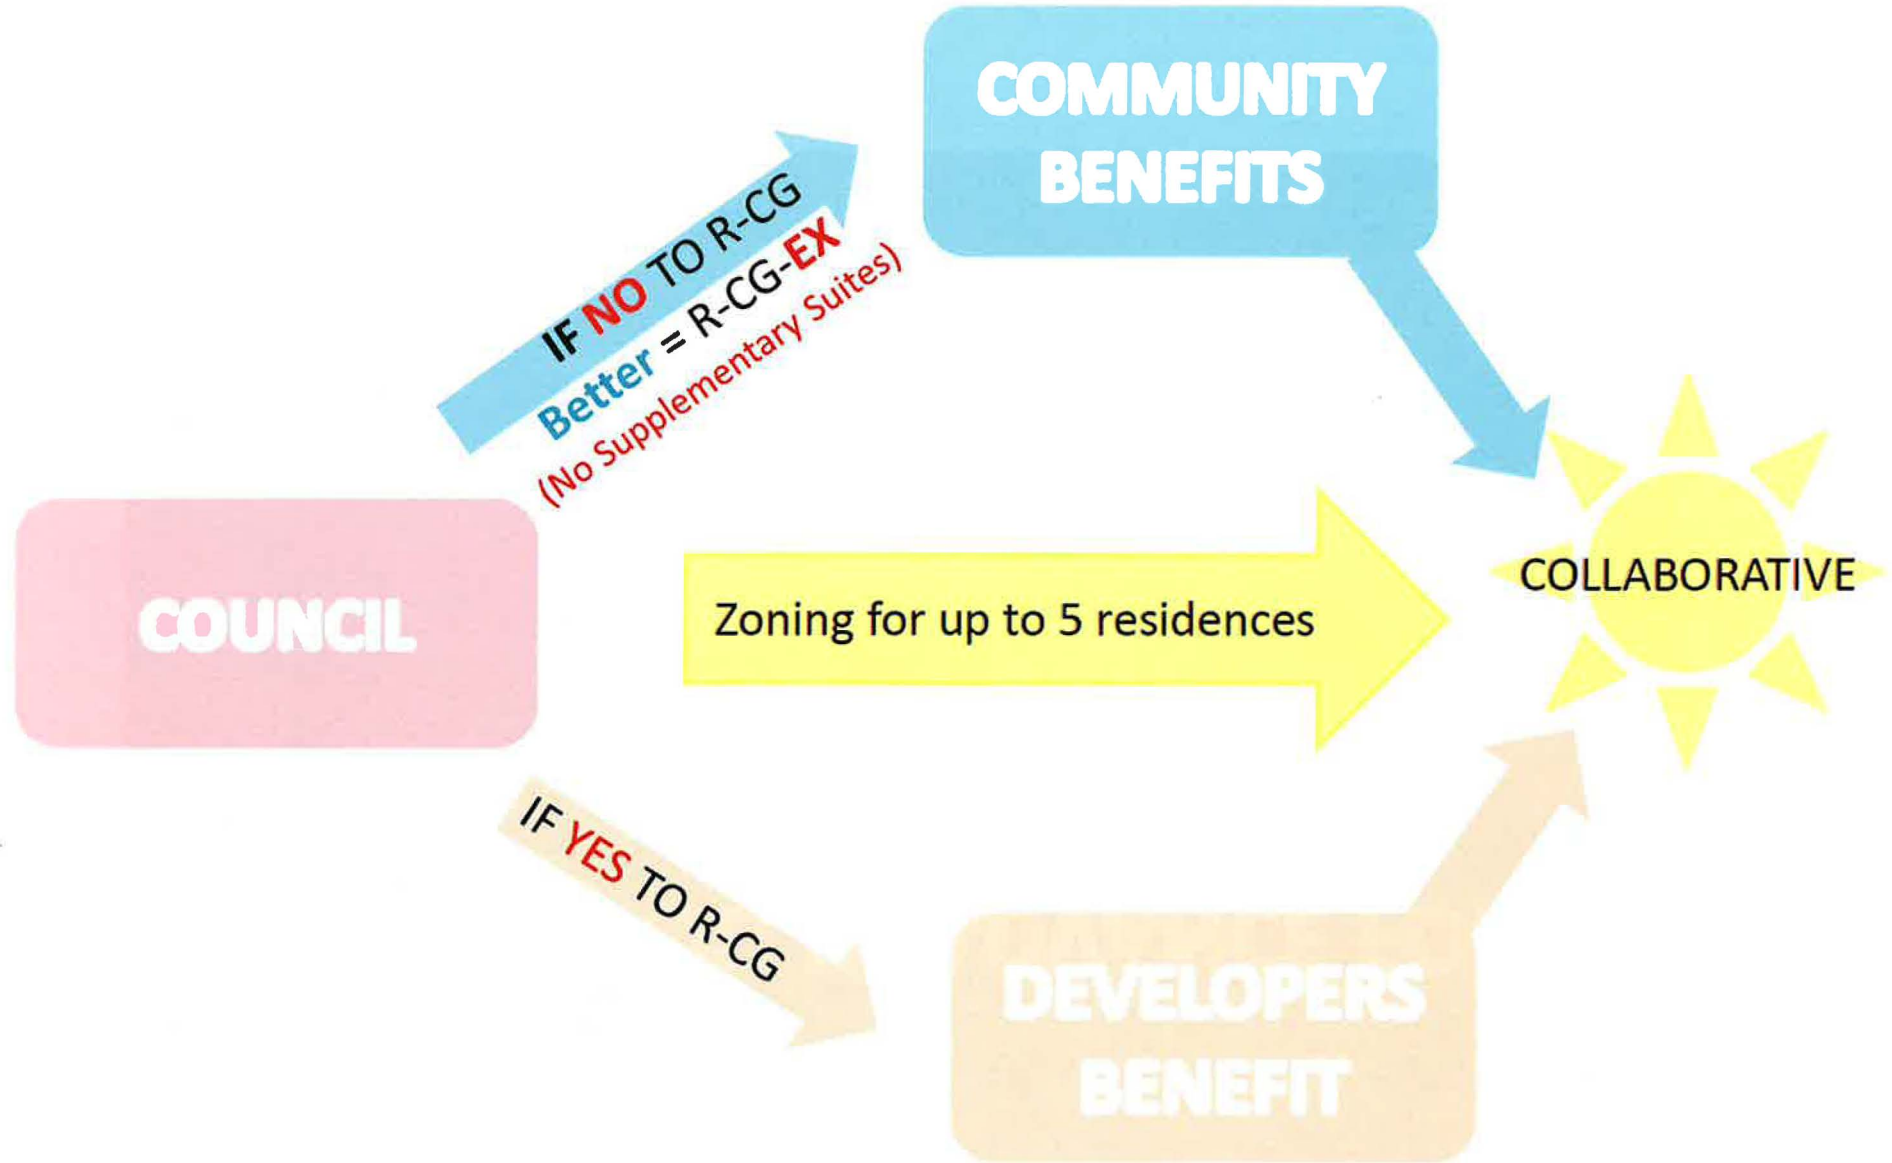 COMMUNITY
BENEFITS
IF NO TO R-CG
Better = R-CG-EX
(No Supplementary Suites)
COUNCIL
Zoning for up to 5 residences
COLLABORATIVE
IF YES TO R-CG
DEVELOPERS
BENEFIT